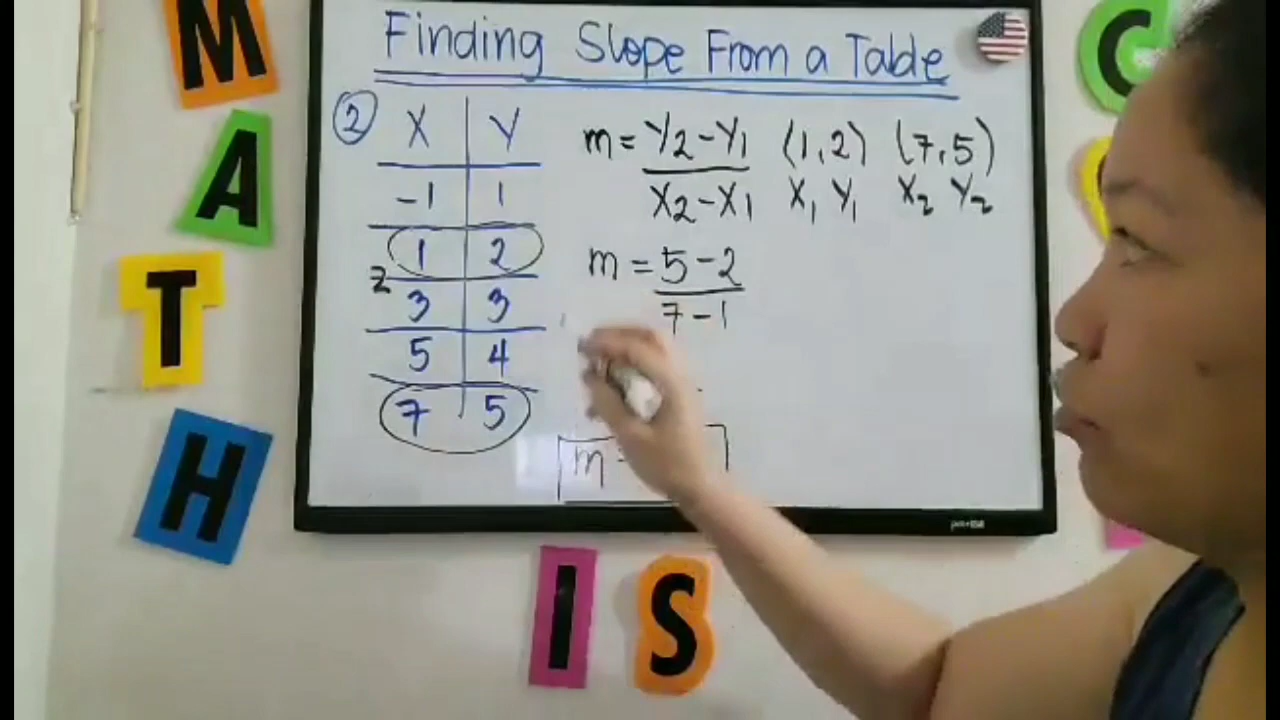 Finding Slope From a Table
2
X Y
-1 1
1 2
3 3
5 4
7 5
z
m = Y2 - Y1 / X2 - X1
(1, 2) (7, 5)
X1 Y1 X2 Y2
m = 5 - 2 / 7 - 1
m
MATH
IS
C